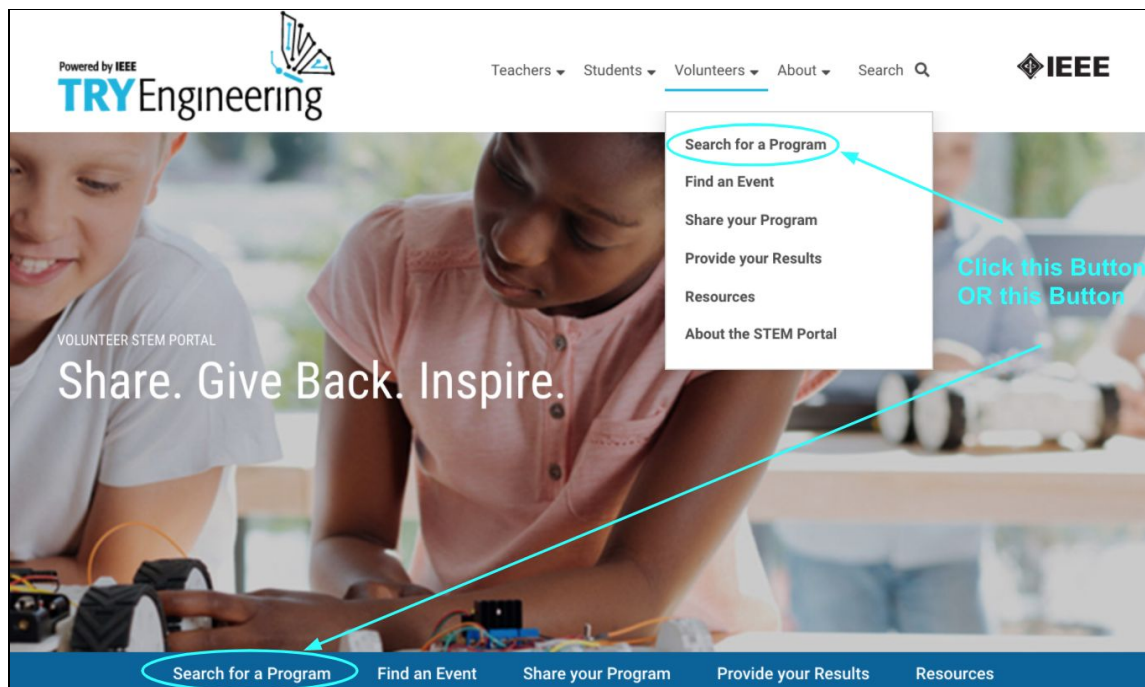 Powered by IEEE
TRYEngineering
Teachers Students Volunteers About Search
IEEE
Search for a Program
Find an Event
Share your Program
Provide your Results
Resources
About the STEM Portal
Click this Button
OR this Button
VOLUNTEER STEM PORTAL
Share. Give Back. Inspire.
Search for a Program Find an Event Share your Program Provide your Results Resources